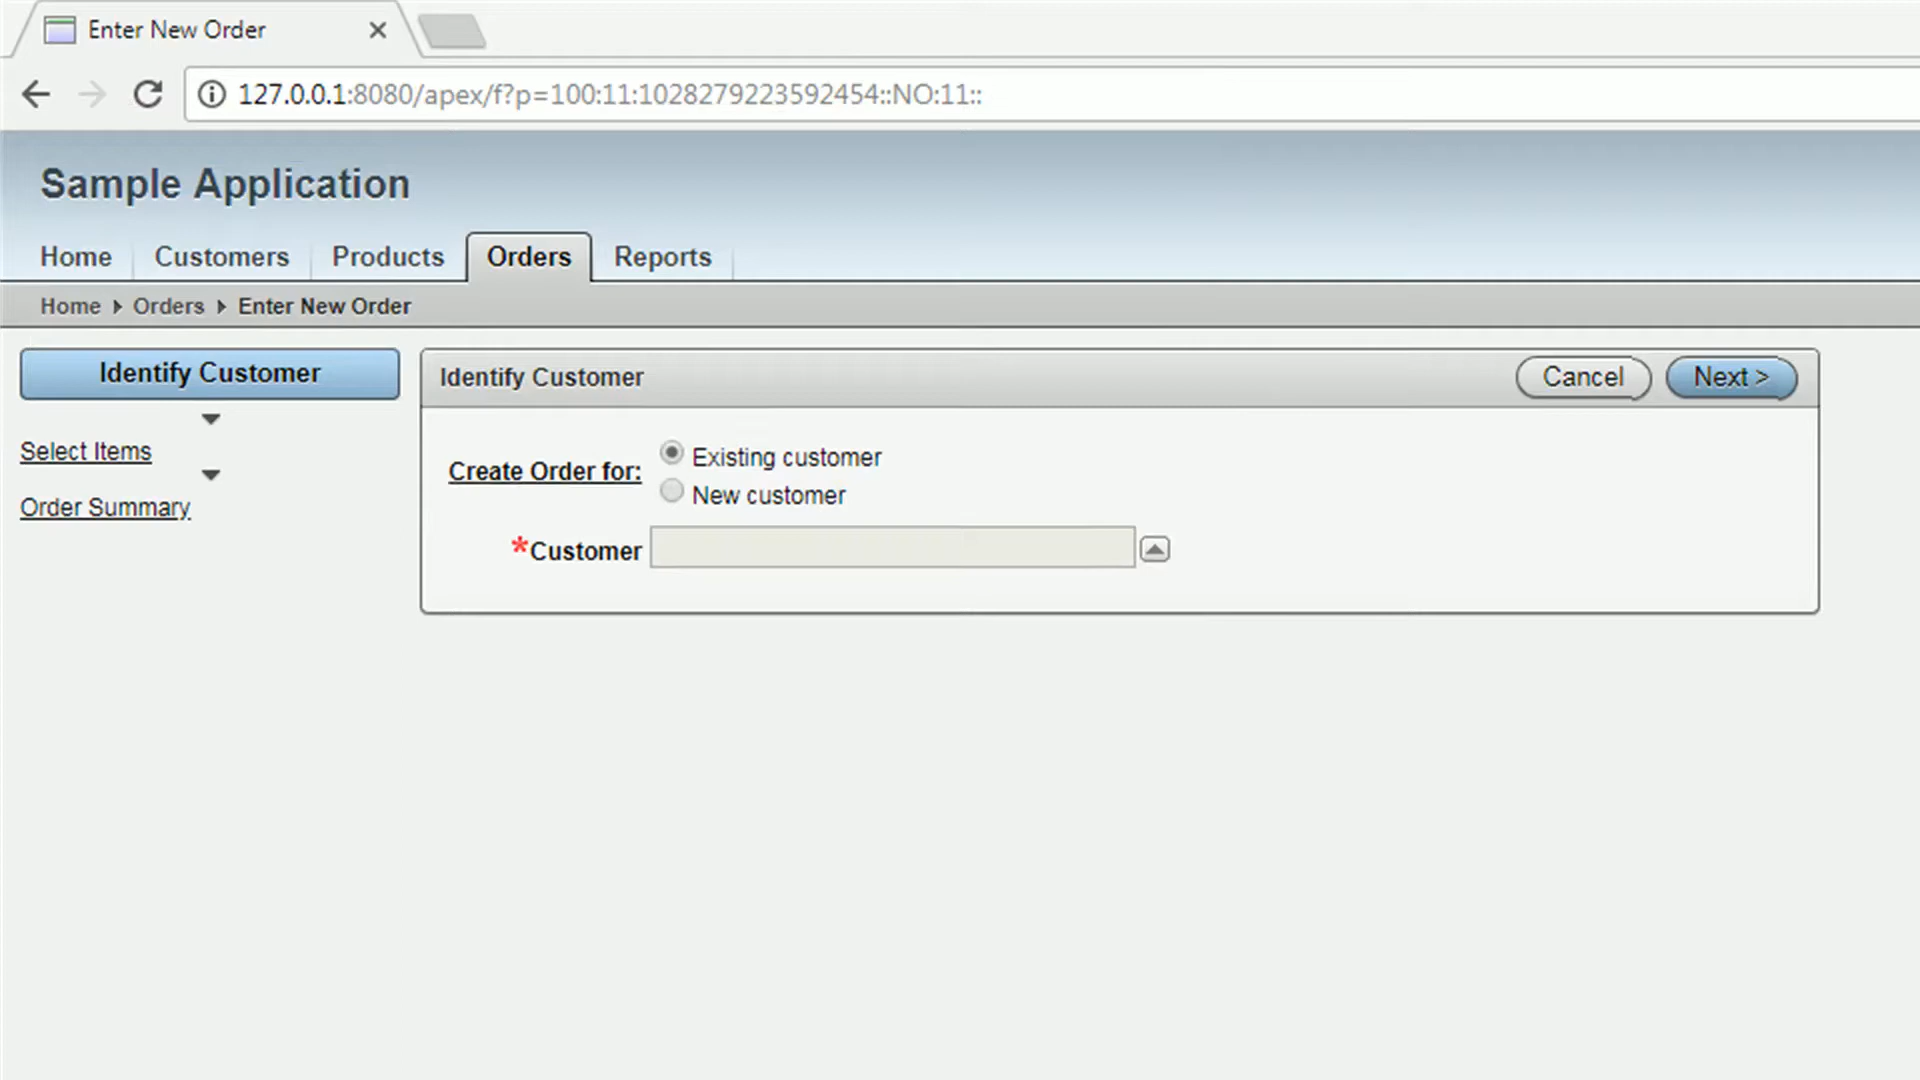 Enter New Order
127.0.0.1:8080/apex/f?p=100:11:1028279223592454::NO:11::
Sample Application
Home Customers Products Orders Reports
Home Orders Enter New Order
Identify Customer
Select Items
Order Summary
Identify Customer Cancel Next >
Create Order for: Existing customer
New customer
*Customer